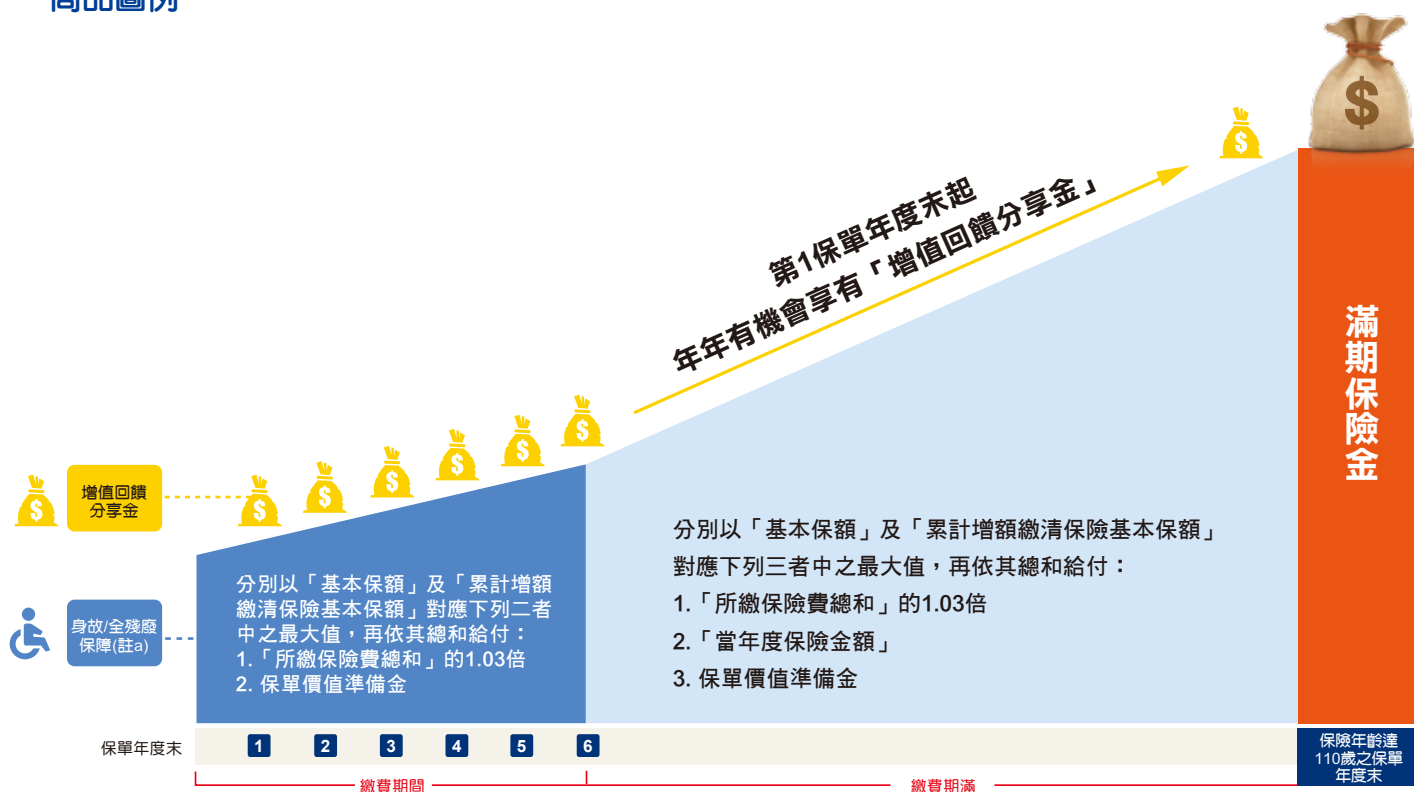 商品圖例
$
$
第1保單年度末起
年年有機會享有「增值回饋分享金」
滿期保險金
$
$
$
$
$
$
$
增值回饋
分享金
分別以「基本保額」及「累計增額繳清保險基本保額」
對應下列三者中之最大值，再依其總和給付：
1.「所繳保險費總和」的1.03倍
2.「當年度保險金額」
3. 保單價值準備金
身故/全殘廢
保障(註a)
分別以「基本保額」及「累計增額
繳清保險基本保額」對應下列二者
中之最大值，再依其總和給付：
1.「所繳保險費總和」的1.03倍
2. 保單價值準備金
保單年度末
1 2 3 4 5 6
保險年齡達
110歲之保單
年度末
繳費期間
繳費期滿